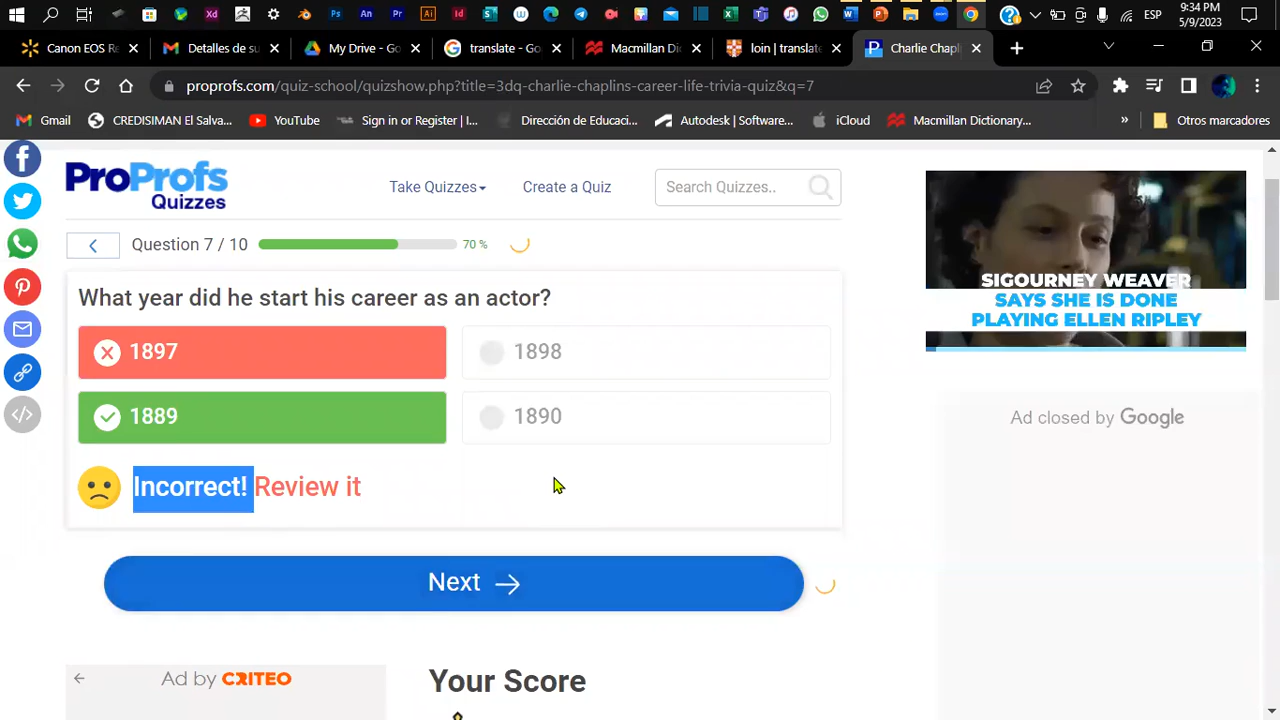 9:34 PM
ESP
5/9/2023
Canon EOS Re
Detalles de su
My Drive - Go
translate - Go
Macmillan Dic
loin | translate
Charlie Chapl
proprofs.com/quiz-school/quizshow.php?title=3dq-charlie-chaplins-career-life-trivia-quiz&q=7
Gmail
CREDISIMAN El Salva...
YouTube
Sign in or Register | I...
Dirección de Educaci...
Autodesk | Software...
iCloud
Macmillan Dictionary...
»
Otros marcadores
ProProfs
Quizzes
Take Quizzes
Create a Quiz
Search Quizzes..
Question 7 / 10
70 %
What year did he start his career as an actor?
1897
1898
1889
1890
Incorrect! Review it
Next
SIGOURNEY WEAVER
SAYS SHE IS DONE
PLAYING ELLEN RIPLEY
Ad closed by Google
Ad by CRITEO
Your Score